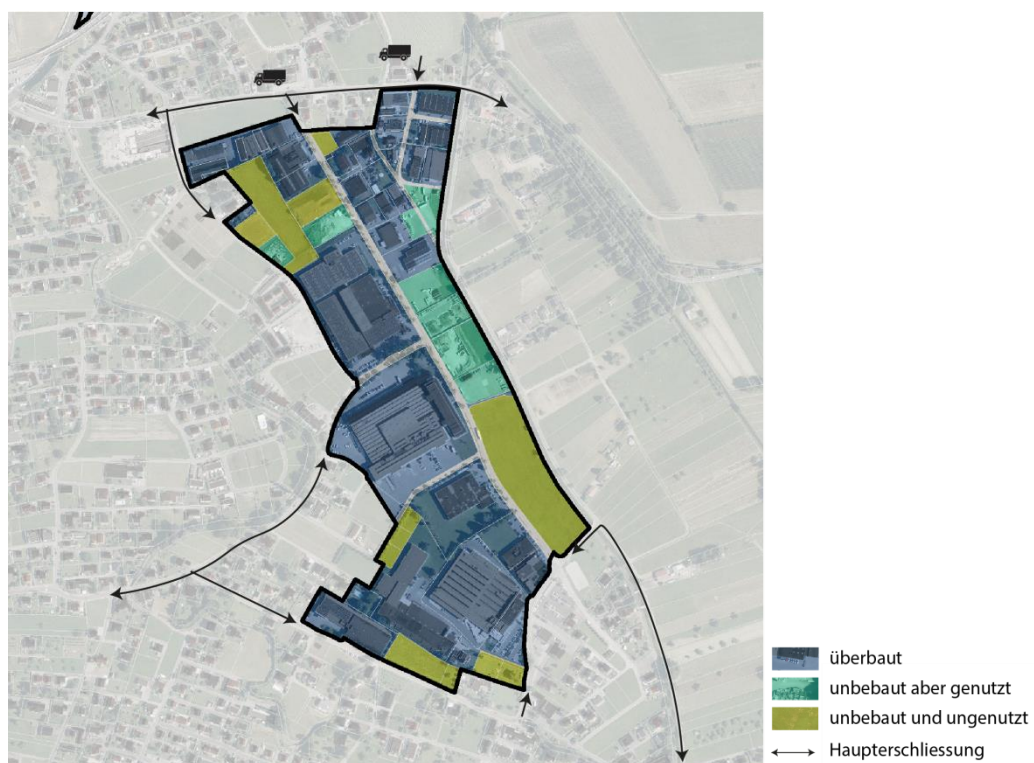 überbaut
unbebaut aber genutzt
unbebaut und ungenutzt
Haupterschliessung